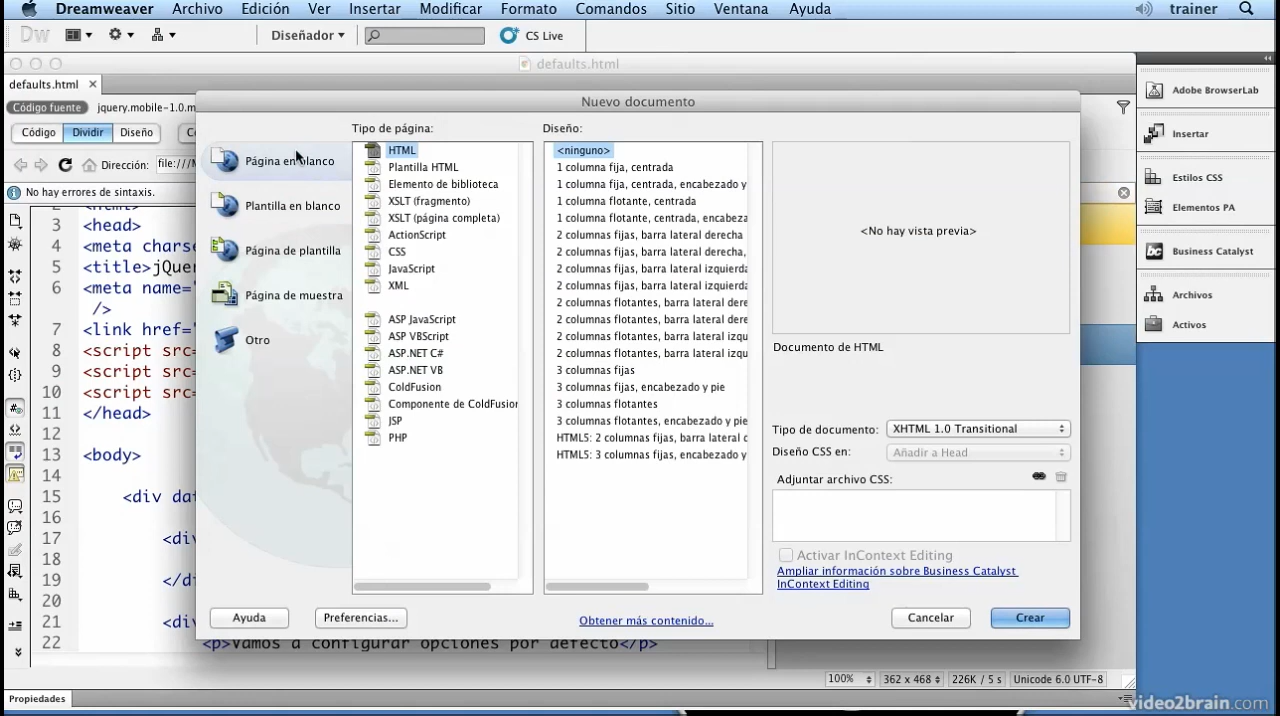 Dreamweaver Archivo Edición Ver Insertar Modificar Formato Comandos Sitio Ventana Ayuda trainer
Dw Diseñador CS Live
defaults.html
defaults.html
Código fuente jquery.mobile-1.0.m
Código Dividir Diseño
Dirección: file:///M
No hay errores de sintaxis.
3 <head>
4 <meta charse
5 <title>jQuer
6 <meta name="
/>
7 <link href="
8 <script src=
9 <script src=
10 <script src=
11 </head>
12
13 <body>
14
15 <div dat
16
17 <div
18
19 </di
20
21 <div
22 <p>Vamos a configurar opciones por defecto</p>
Nuevo documento
Página en blanco
Plantilla en blanco
Página de plantilla
Página de muestra
Otro
Tipo de página:
HTML
Plantilla HTML
Elemento de biblioteca
XSLT (fragmento)
XSLT (página completa)
ActionScript
CSS
JavaScript
XML
ASP JavaScript
ASP VBScript
ASP.NET C#
ASP.NET VB
ColdFusion
Componente de ColdFusion
JSP
PHP
Diseño:
<ninguno>
1 columna fija, centrada
1 columna fija, centrada, encabezado y
1 columna flotante, centrada
1 columna flotante, centrada, encabeza
2 columnas fijas, barra lateral derecha
2 columnas fijas, barra lateral derecha,
2 columnas fijas, barra lateral izquierda
2 columnas fijas, barra lateral izquierda
2 columnas flotantes, barra lateral dere
2 columnas flotantes, barra lateral dere
2 columnas flotantes, barra lateral izqu
2 columnas flotantes, barra lateral izqu
3 columnas fijas
3 columnas fijas, encabezado y pie
3 columnas flotantes
3 columnas flotantes, encabezado y pie
HTML5: 2 columnas fijas, barra lateral d
HTML5: 3 columnas fijas, encabezado y
<No hay vista previa>
Documento de HTML
Tipo de documento: XHTML 1.0 Transitional
Diseño CSS en: Añadir a Head
Adjuntar archivo CSS:
Activar InContext Editing
Ampliar información sobre Business Catalyst
InContext Editing
Ayuda Preferencias... Obtener más contenido... Cancelar Crear
Adobe BrowserLab
Insertar
Estilos CSS
Elementos PA
Business Catalyst
Archivos
Activos
100% 362 x 468 226K / 5 s Unicode 6.0 UTF-8
Propiedades
video2brain.com